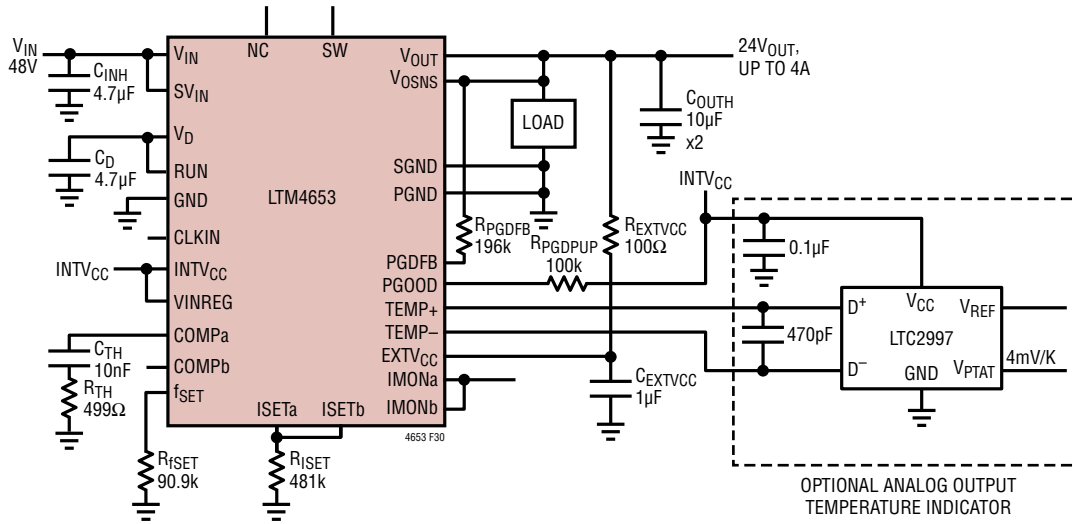 NC
SW
VIN
48V
CINH
4.7µF
VIN
SVIN
CD
4.7µF
VD
RUN
GND
CLKIN
INTVCC
INTVCC
VINREG
COMPa
CTH
10nF
COMPb
RTH
499Ω
fSET
ISETa
ISETb
RfSET
90.9k
RISET
481k
LTM4653
VOUT
VOSNS
SGND
PGND
PGDFB
PGOOD
TEMP+
TEMP–
EXTVCC
IMONa
IMONb
4653 F30
LOAD
24VOUT,
UP TO 4A
COUTH
10µF
x2
RPGDFB
196k
RPGDPUP
100k
REXTVCC
100Ω
INTVCC
CEXTVCC
1µF
0.1µF
470pF
D+
D–
VCC
VREF
LTC2997
VPTAT
4mV/K
GND
OPTIONAL ANALOG OUTPUT
TEMPERATURE INDICATOR